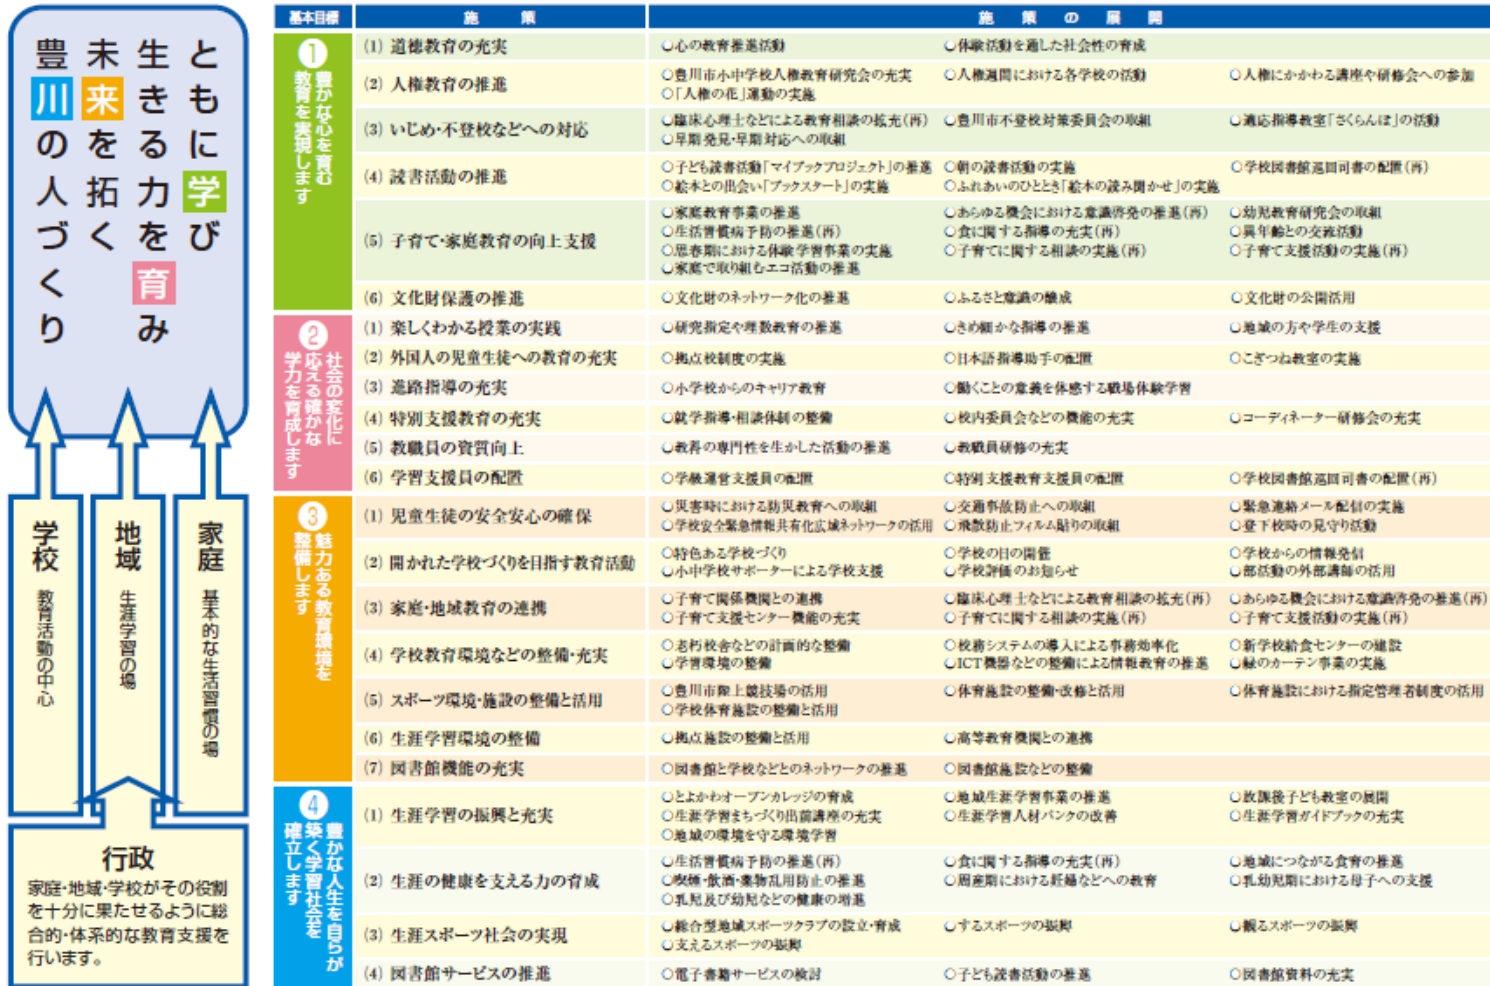 ともに学び
生きる力を育み
未来を拓く
豊川の人づくり
学校
教育活動の中心
地域
生涯学習の場
家庭
基本的な生活習慣の場
行政
家庭・地域・学校がその役割
を十分に果たせるように総
合的・体系的な教育支援を
行います。
基本目標 施策 施策の展開
1 豊かな心を育む
教育を実現します
(1) 道徳教育の充実
○心の教育推進活動 ○体験活動を通した社会性の育成
(2) 人権教育の推進
○豊川市小中学校人権教育研究会の充実 ○人権週間における各学校の活動 ○人権にかかわる講座や研修会への参加
○「人権の花」運動の実施
(3) いじめ・不登校などへの対応
○臨床心理士などによる教育相談の拡充(再) ○豊川市不登校対策委員会の取組 ○適応指導教室「さくらんぼ」の活動
○早期発見・早期対応への取組
(4) 読書活動の推進
○子ども読書活動「マイブックプロジェクト」の推進 ○朝の読書活動の実施 ○学校図書館巡回司書の配置(再)
○絵本との出会い「ブックスタート」の実施 ○ふれあいのひととき「絵本の読み聞かせ」の実施
(5) 子育て・家庭教育の向上支援
○家庭教育事業の推進 ○あらゆる機会における意識啓発の推進(再) ○幼児教育研究会の取組
○生活習慣病予防の推進(再) ○食に関する指導の充実(再) ○異年齢との交流活動
○思春期における体験学習事業の実施 ○子育てに関する相談の実施(再) ○子育て支援活動の実施(再)
○家庭で取り組むエコ活動の推進
(6) 文化財保護の推進
○文化財のネットワーク化の推進 ○ふるさと意識の醸成 ○文化財の公開活用
2 社会の変化に
応える確かな
学力を育成します
(1) 楽しくわかる授業の実践
○研究指定や理数教育の推進 ○きめ細かな指導の推進 ○地域の方や学生の支援
(2) 外国人の児童生徒への教育の充実
○拠点校制度の実施 ○日本語指導助手の配置 ○こぎつね教室の実施
(3) 進路指導の充実
○小学校からのキャリア教育 ○働くことの意義を体感する職場体験学習
(4) 特別支援教育の充実
○就学指導・相談体制の整備 ○校内委員会などの機能の充実 ○コーディネーター研修会の充実
(5) 教職員の資質向上
○教科の専門性を生かした活動の推進 ○教職員研修の充実
(6) 学習支援員の配置
○学級運営支援員の配置 ○特別支援教育支援員の配置 ○学校図書館巡回司書の配置(再)
3 魅力ある教育環境を
整備します
(1) 児童生徒の安全安心の確保
○災害時における防災教育への取組 ○交通事故防止への取組 ○緊急連絡メール配信の実施
○学校安全緊急情報共有化広域ネットワークの活用 ○飛散防止フィルム貼りの取組 ○登下校時の見守り活動
(2) 開かれた学校づくりを目指す教育活動
○特色ある学校づくり ○学校の日の開催 ○学校からの情報発信
○小中学校サポーターによる学校支援 ○学校評価のお知らせ ○部活動の外部講師の活用
(3) 家庭・地域教育の連携
○子育て関係機関との連携 ○臨床心理士などによる教育相談の拡充(再) ○あらゆる機会における意識啓発の推進(再)
○子育て支援センター機能の充実 ○子育てに関する相談の実施(再) ○子育て支援活動の実施(再)
(4) 学校教育環境などの整備・充実
○老朽校舎などの計画的な整備 ○校務システムの導入による事務効率化 ○新学校給食センターの建設
○学習環境の整備 ○ICT機器などの整備による情報教育の推進 ○緑のカーテン事業の実施
(5) スポーツ環境・施設の整備と活用
○豊川市陸上競技場の活用 ○体育施設の整備・改修と活用 ○体育施設における指定管理者制度の活用
○学校体育施設の整備と活用
(6) 生涯学習環境の整備
○拠点施設の整備と活用 ○高等教育機関との連携
(7) 図書館機能の充実
○図書館と学校などとのネットワークの推進 ○図書館施設などの整備
4 豊かな人生を自らが
築く学習社会を
確立します
(1) 生涯学習の振興と充実
○とよかわオープンカレッジの育成 ○地域生涯学習事業の推進 ○放課後子ども教室の展開
○生涯学習まちづくり出前講座の充実 ○生涯学習人材バンクの改善 ○生涯学習ガイドブックの充実
○地域の環境を守る環境学習
(2) 生涯の健康を支える力の育成
○生活習慣病予防の推進(再) ○食に関する指導の充実(再) ○地域につながる食育の推進
○喫煙・飲酒・薬物乱用防止の推進 ○周産期における妊婦などへの教育 ○乳幼児期における母子への支援
○乳児及び幼児などの健康の増進
(3) 生涯スポーツ社会の実現
○総合型地域スポーツクラブの設立・育成 ○するスポーツの振興 ○観るスポーツの振興
○支えるスポーツの振興
(4) 図書館サービスの推進
○電子書籍サービスの検討 ○子ども読書活動の推進 ○図書館資料の充実